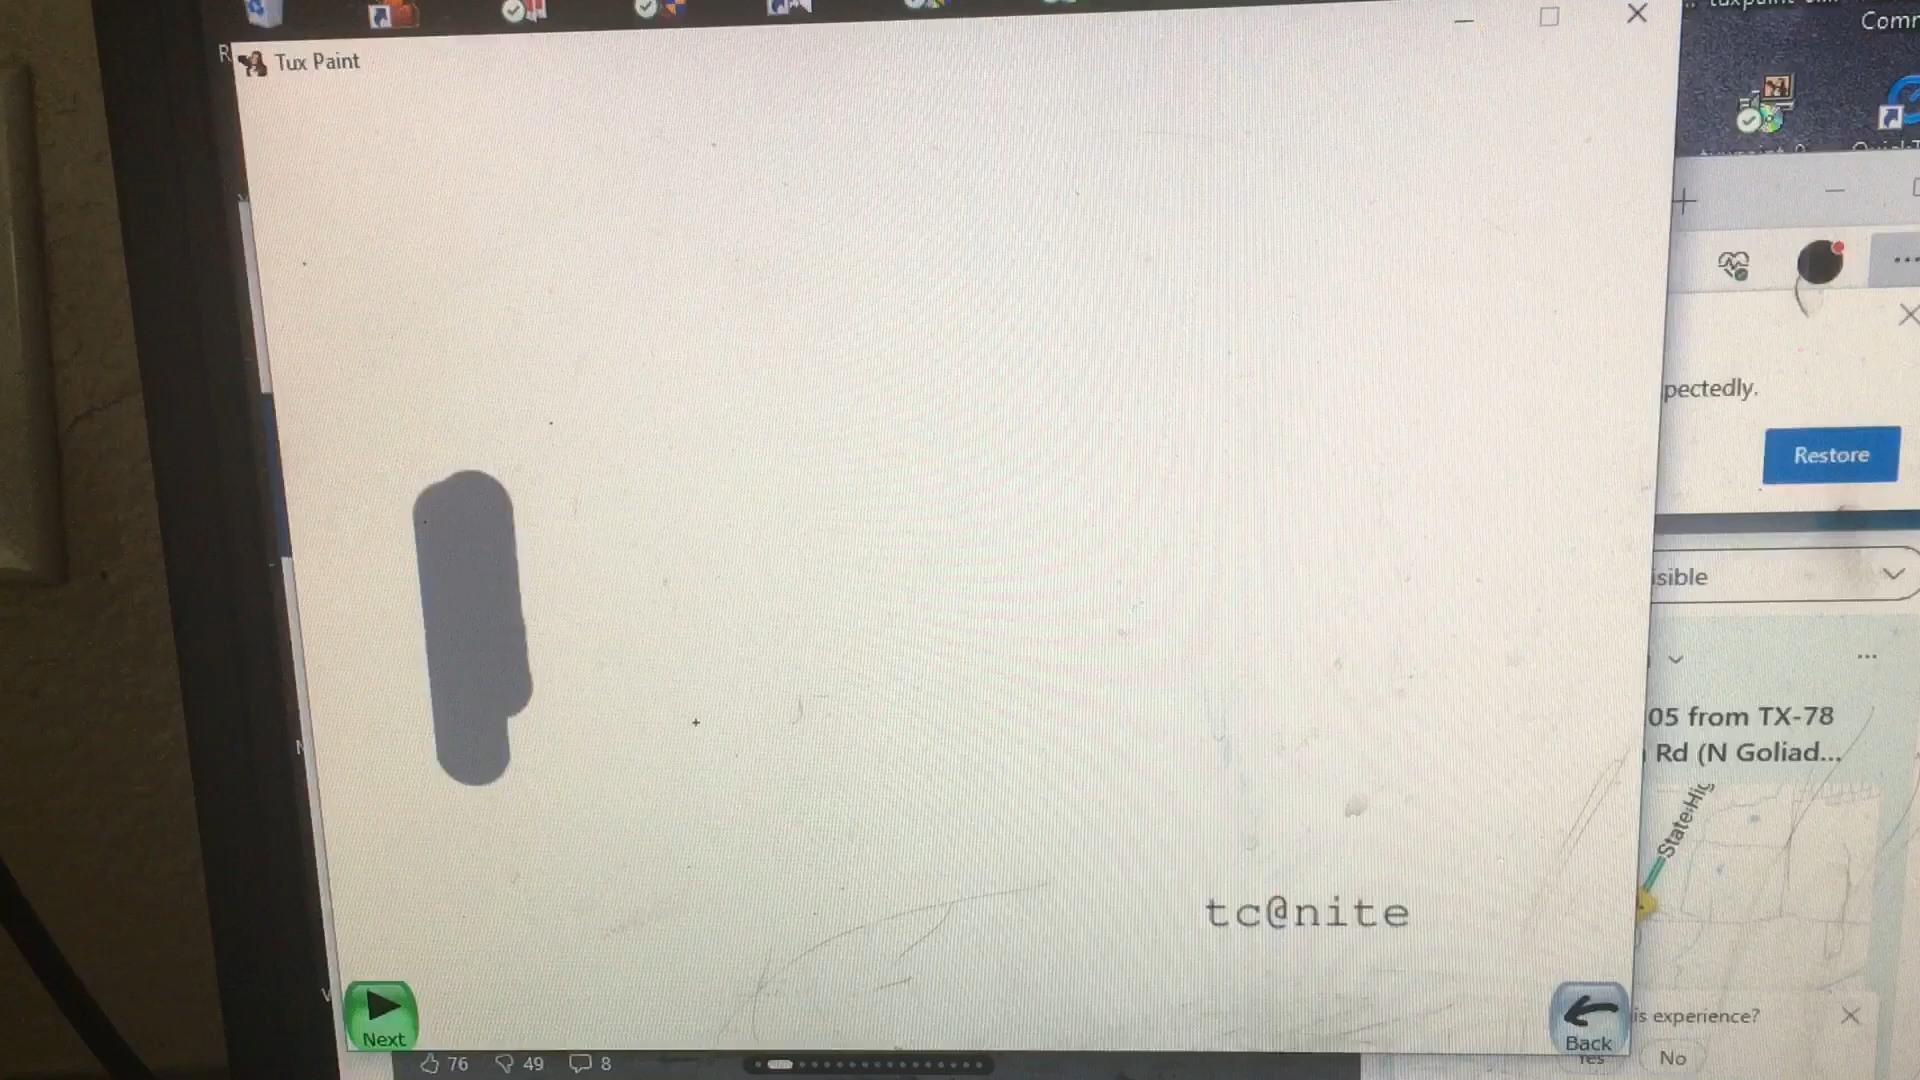 Comm
Tux Paint
pectedly.
Restore
isible
05 from TX-78
Rd (N Goliad...
State Hig
tc@nite
Next
Back
is experience?
Yes
No
76
49
8